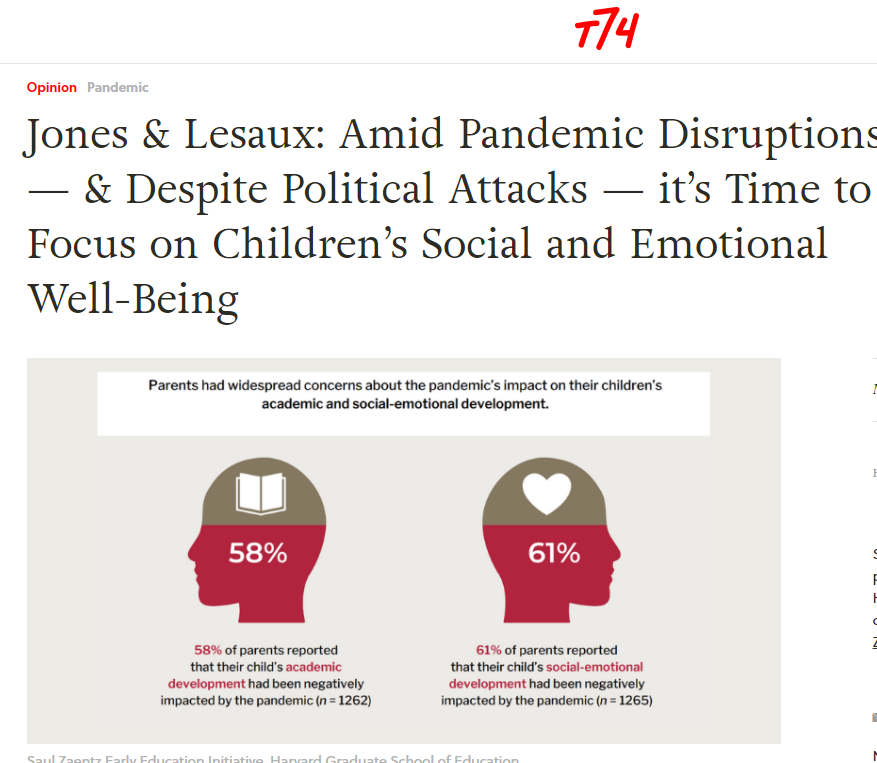 T74
Opinion Pandemic
Jones & Lesaux: Amid Pandemic Disruptions
— & Despite Political Attacks — it’s Time to
Focus on Children’s Social and Emotional
Well-Being
Parents had widespread concerns about the pandemic’s impact on their children’s
academic and social-emotional development.
58%
61%
58% of parents reported
that their child’s academic
development had been negatively
impacted by the pandemic (n = 1262)
61% of parents reported
that their child’s social-emotional
development had been negatively
impacted by the pandemic (n = 1265)
Saul Zaentz Early Education Initiative, Harvard Graduate School of Education